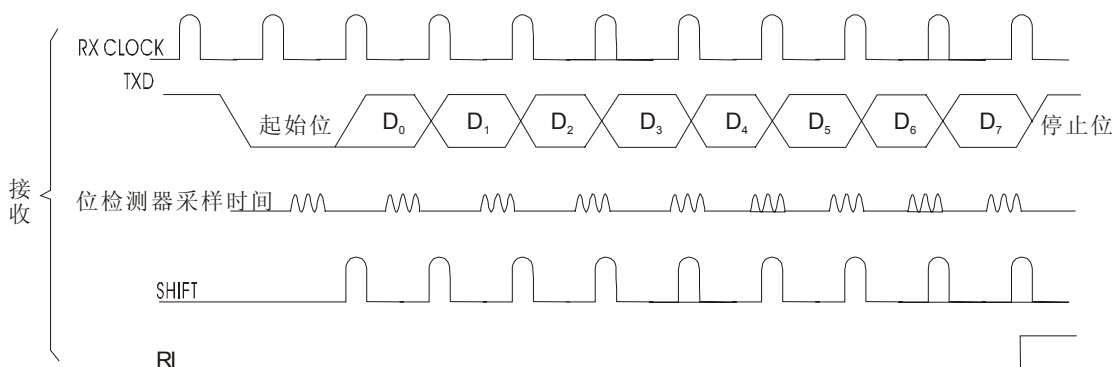 RX CLOCK
TXD
起始位 D₀ D₁ D₂ D₃ D₄ D₅ D₆ D₇ 停止位
接收
位检测器采样时间
SHIFT
RI